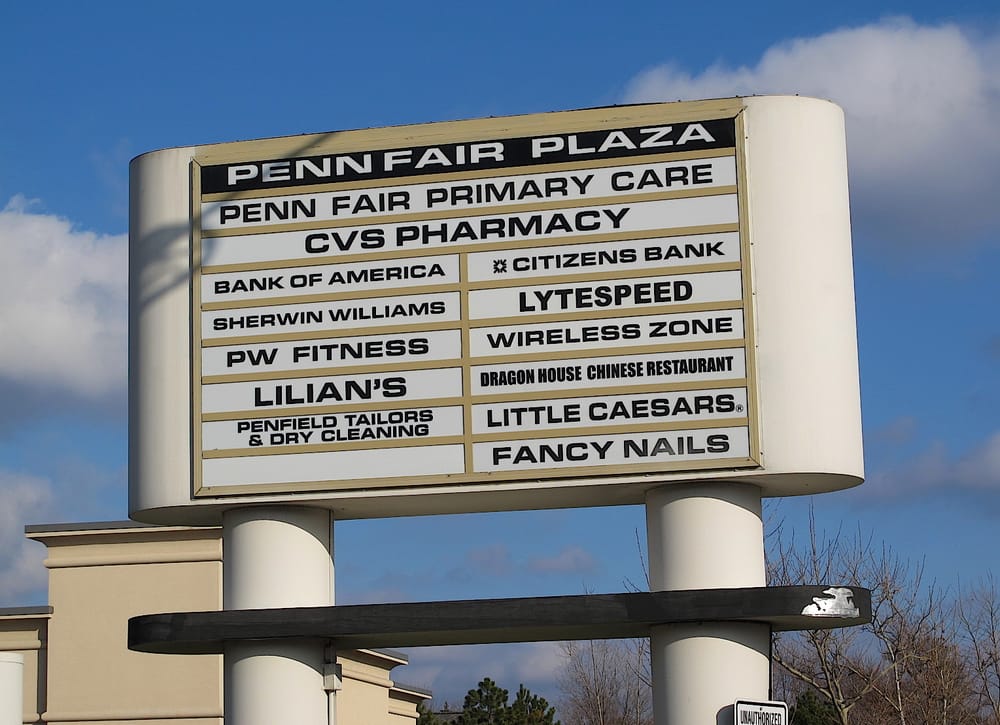 PENN FAIR PLAZA
PENN FAIR PRIMARY CARE
CVS PHARMACY
BANK OF AMERICA
CITIZENS BANK
SHERWIN WILLIAMS
LYTESPEED
PW FITNESS
WIRELESS ZONE
LILIAN'S
DRAGON HOUSE CHINESE RESTAURANT
PENFIELD TAILORS
& DRY CLEANING
LITTLE CAESARS®
FANCY NAILS
UNAUTHORIZED